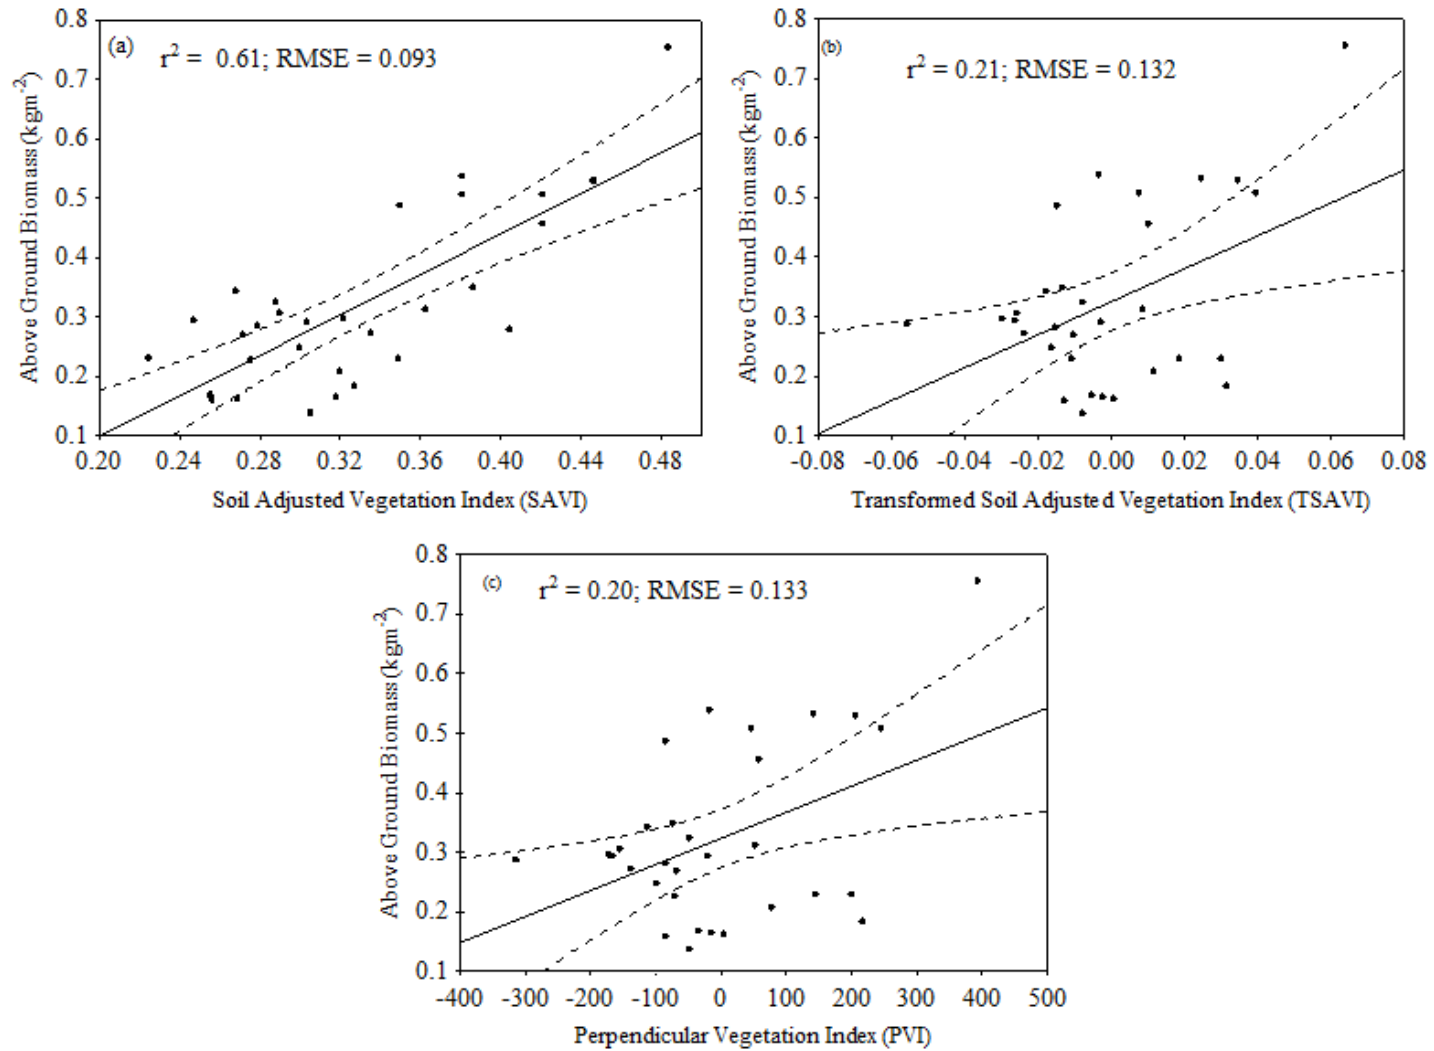 (a) r² = 0.61; RMSE = 0.093
Above Ground Biomass (kgm⁻²)
0.8
0.7
0.6
0.5
0.4
0.3
0.2
0.1
0.20 0.24 0.28 0.32 0.36 0.40 0.44 0.48
Soil Adjusted Vegetation Index (SAVI)
(b) r² = 0.21; RMSE = 0.132
Above Ground Biomass (kgm⁻²)
0.8
0.7
0.6
0.5
0.4
0.3
0.2
0.1
-0.08 -0.06 -0.04 -0.02 0.00 0.02 0.04 0.06 0.08
Transformed Soil Adjusted Vegetation Index (TSAVI)
(c) r² = 0.20; RMSE = 0.133
Above Ground Biomass (kgm⁻²)
0.8
0.7
0.6
0.5
0.4
0.3
0.2
0.1
-400 -300 -200 -100 0 100 200 300 400 500
Perpendicular Vegetation Index (PVI)